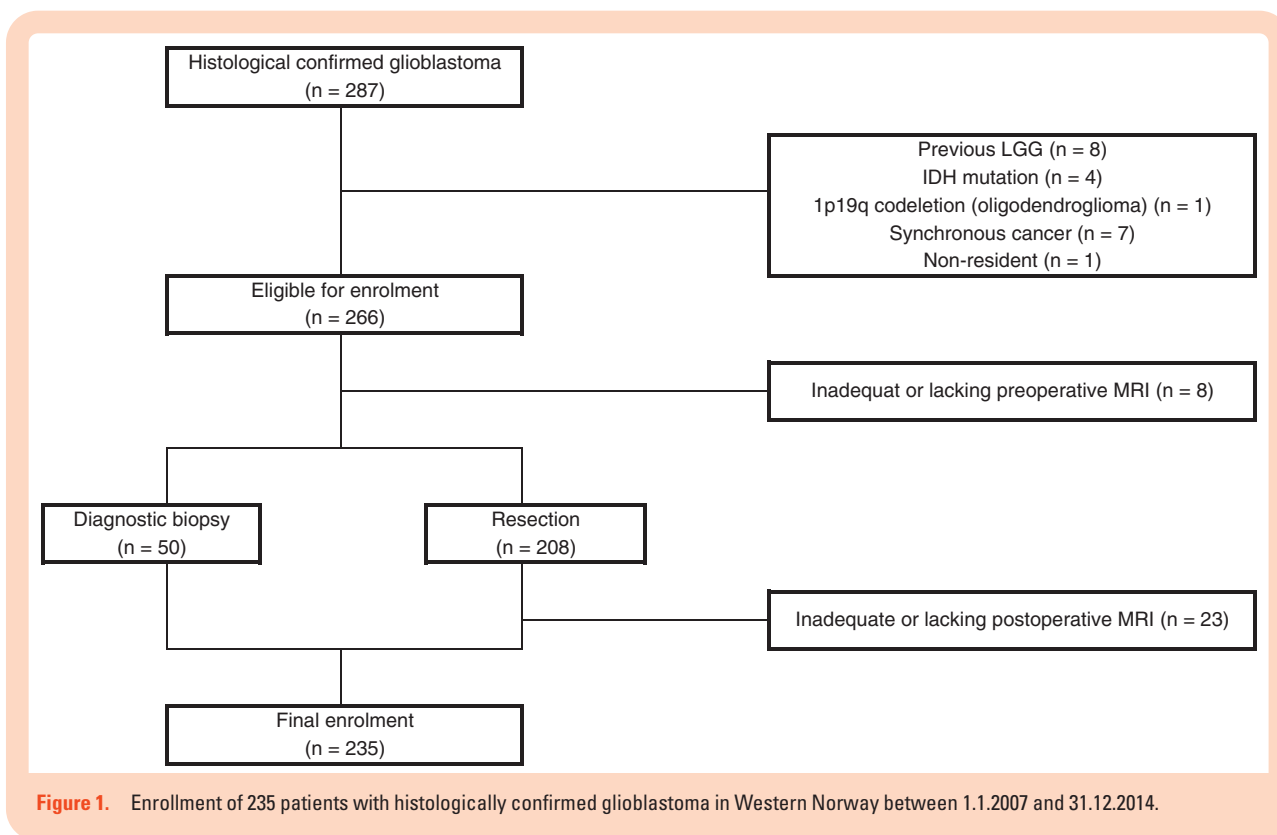 Histological confirmed glioblastoma
(n = 287)
Previous LGG (n = 8)
IDH mutation (n = 4)
1p19q codeletion (oligodendroglioma) (n = 1)
Synchronous cancer (n = 7)
Non-resident (n = 1)
Eligible for enrolment
(n = 266)
Inadequat or lacking preoperative MRI (n = 8)
Diagnostic biopsy
(n = 50)
Resection
(n = 208)
Inadequate or lacking postoperative MRI (n = 23)
Final enrolment
(n = 235)
Figure 1. Enrollment of 235 patients with histologically confirmed glioblastoma in Western Norway between 1.1.2007 and 31.12.2014.